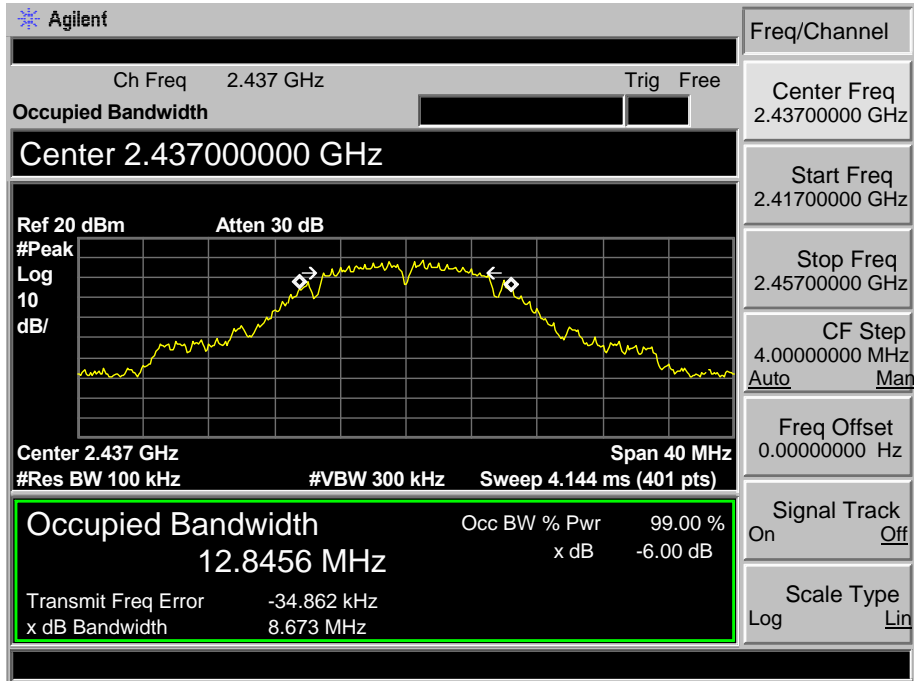 Agilent
Freq/Channel
Ch Freq 2.437 GHz Trig Free
Occupied Bandwidth
Center 2.437000000 GHz
Ref 20 dBm Atten 30 dB
#Peak
Log
10
dB/
Center 2.437 GHz Span 40 MHz
#Res BW 100 kHz #VBW 300 kHz Sweep 4.144 ms (401 pts)
Occupied Bandwidth
12.8456 MHz
Occ BW % Pwr 99.00 %
x dB -6.00 dB
Transmit Freq Error -34.862 kHz
x dB Bandwidth 8.673 MHz
Center Freq
2.43700000 GHz
Start Freq
2.41700000 GHz
Stop Freq
2.45700000 GHz
CF Step
4.00000000 MHz
Auto Man
Freq Offset
0.00000000 Hz
Signal Track
On Off
Scale Type
Log Lin